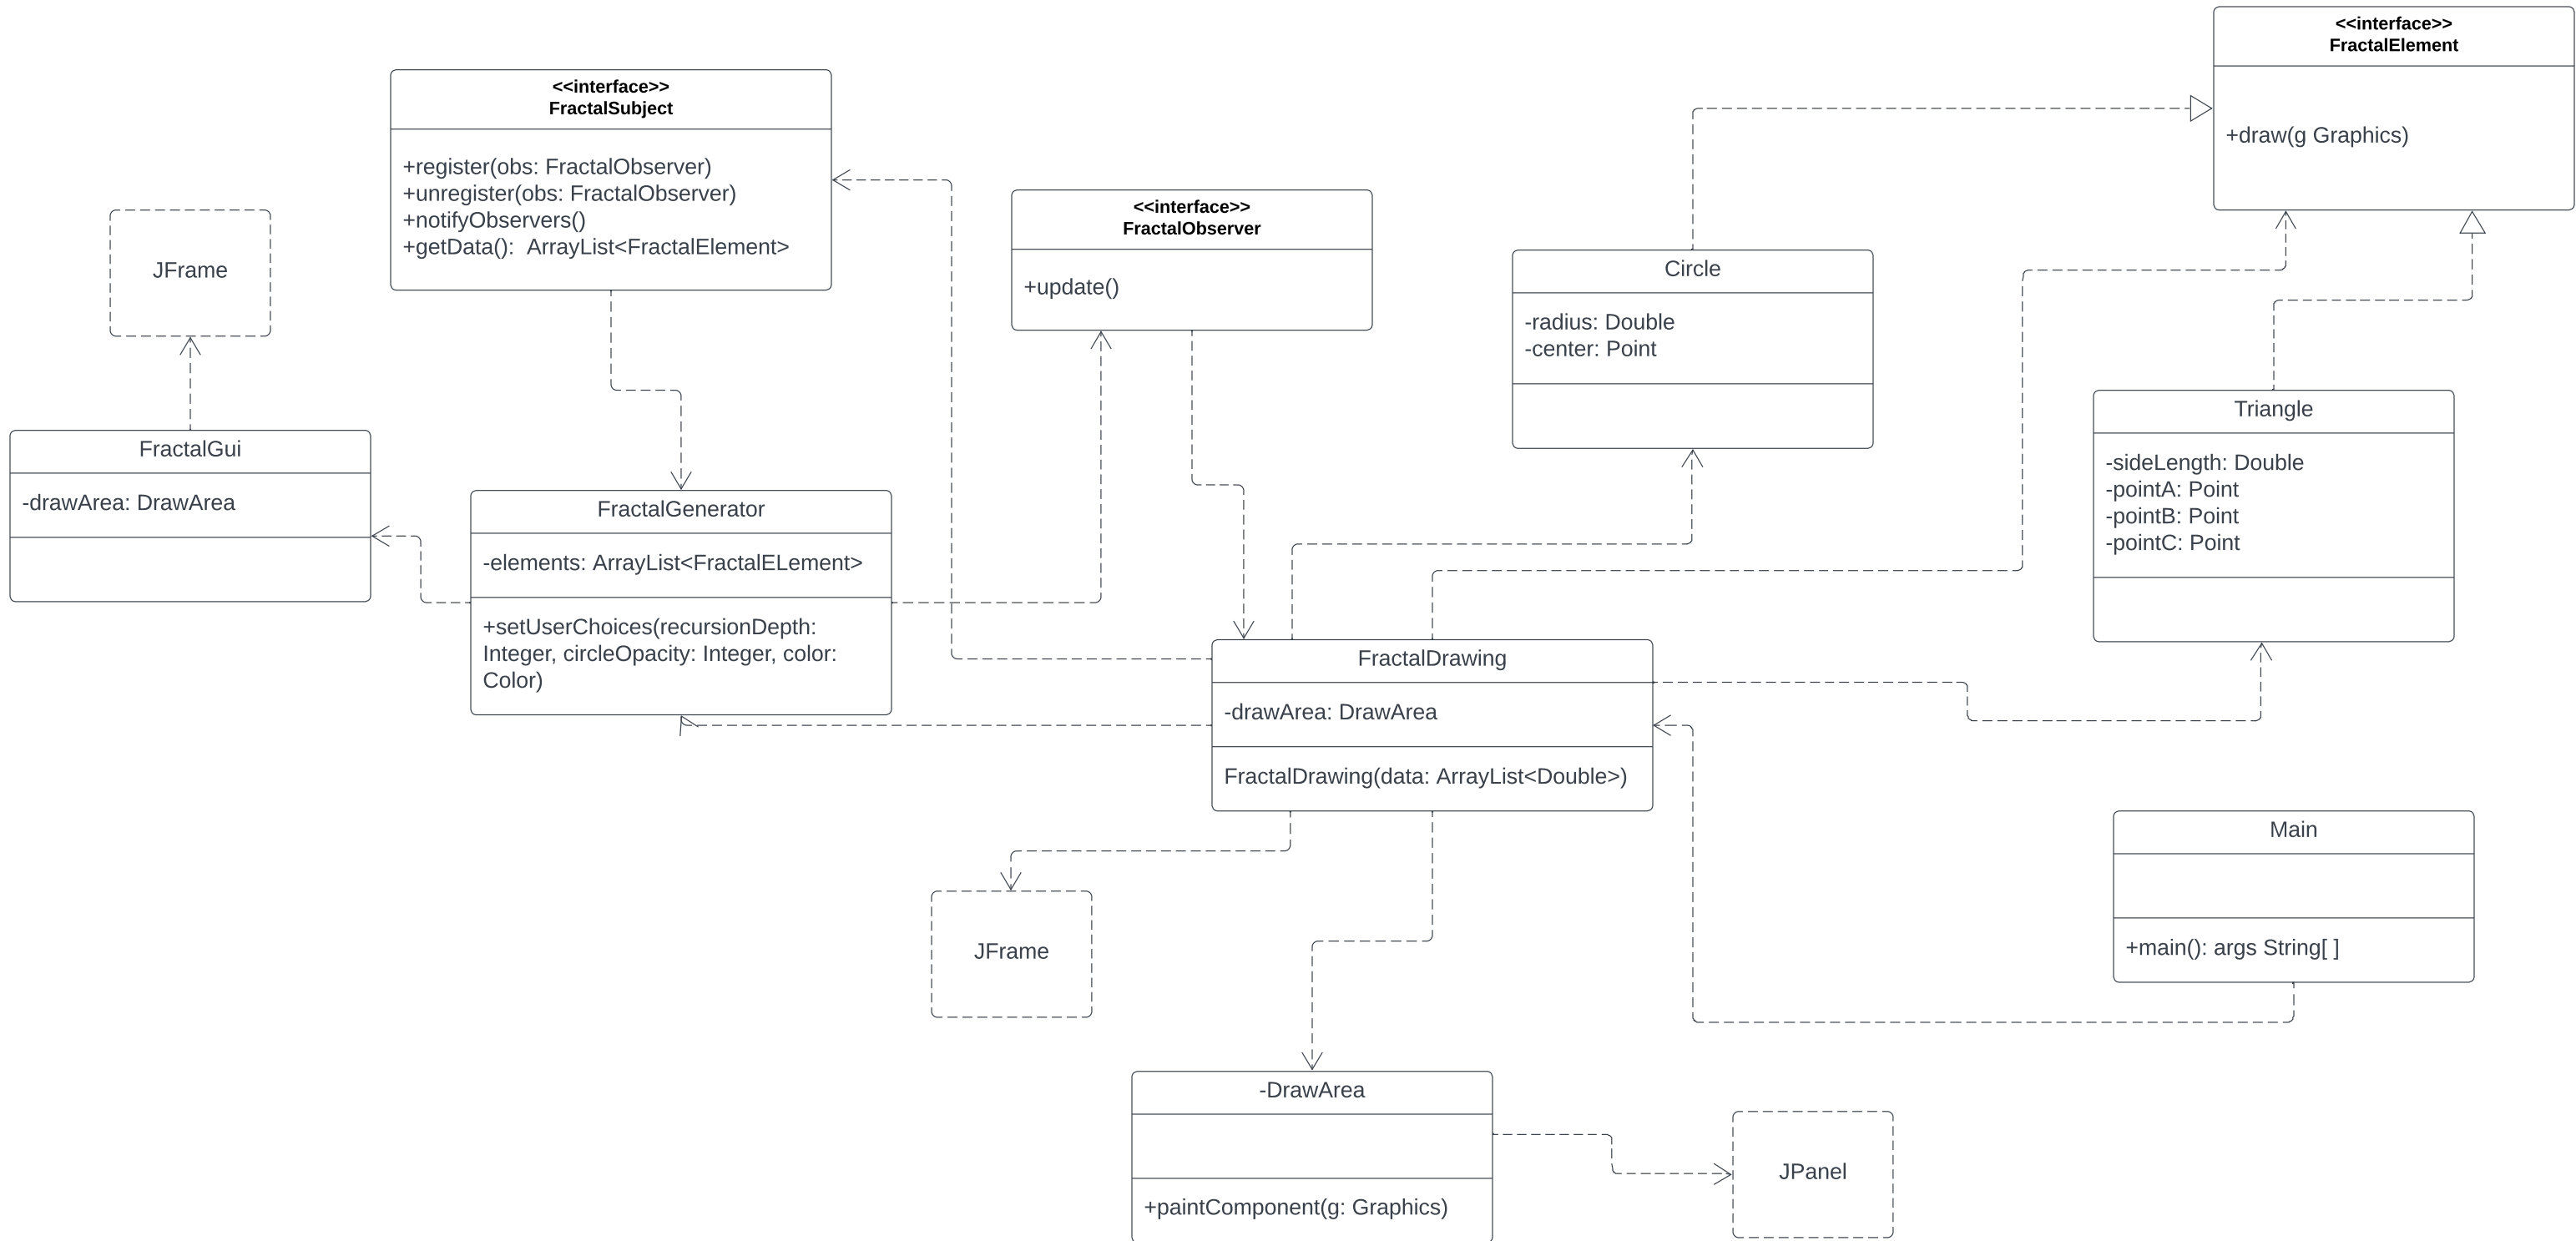 <<interface>>
FractalElement
+draw(g Graphics)
<<interface>>
FractalSubject
+register(obs: FractalObserver)
+unregister(obs: FractalObserver)
+notifyObservers()
+getData():  ArrayList<FractalElement>
<<interface>>
FractalObserver
+update()
JFrame
Circle
-radius: Double
-center: Point
Triangle
-sideLength: Double
-pointA: Point
-pointB: Point
-pointC: Point
FractalGui
-drawArea: DrawArea
FractalGenerator
-elements: ArrayList<FractalELement>
+setUserChoices(recursionDepth:
Integer, circleOpacity: Integer, color:
Color)
FractalDrawing
-drawArea: DrawArea
FractalDrawing(data: ArrayList<Double>)
Main
+main(): args String[ ]
JFrame
-DrawArea
+paintComponent(g: Graphics)
JPanel